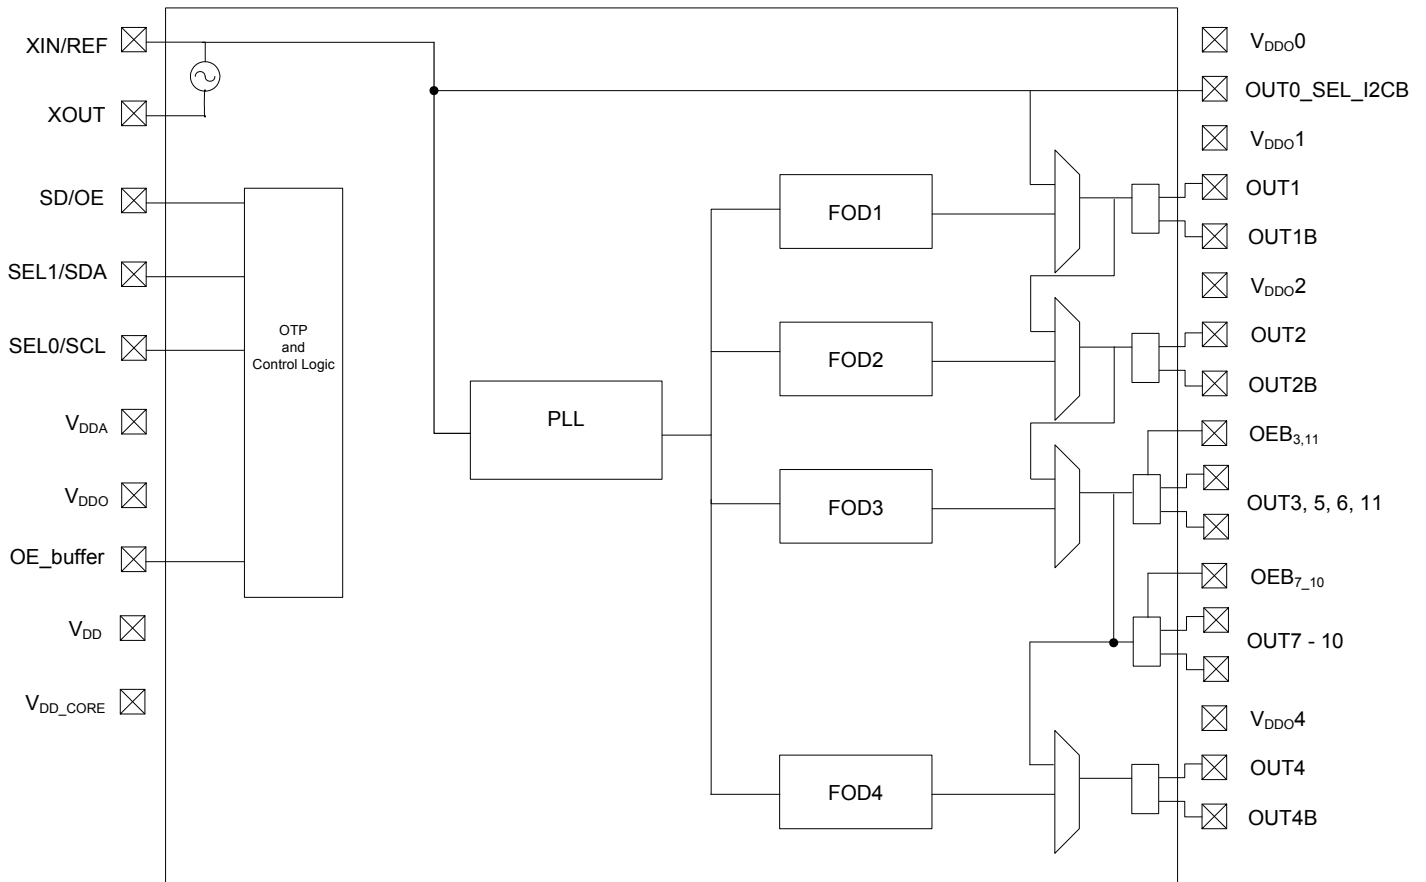 XIN/REF
XOUT
SD/OE
SEL1/SDA
SEL0/SCL
VDDA
VDDO
OE_buffer
VDD
VDD_CORE
OTP
and
Control Logic
PLL
FOD1
FOD2
FOD3
FOD4
VDDO0
OUT0_SEL_I2CB
VDDO1
OUT1
OUT1B
VDDO2
OUT2
OUT2B
OEB3,11
OUT3, 5, 6, 11
OEB7_10
OUT7 - 10
VDDO4
OUT4
OUT4B